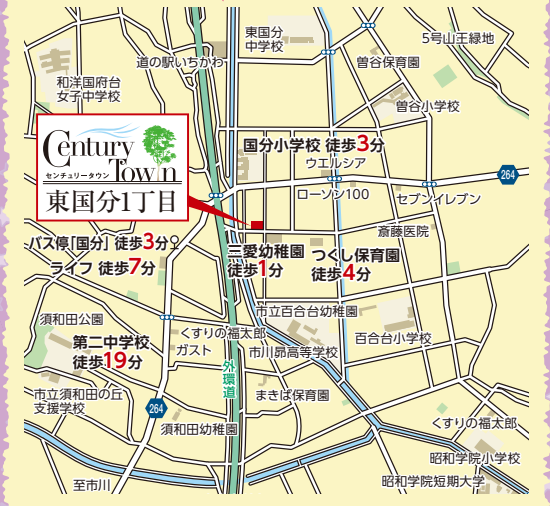 東国分
中学校
5号山王緑地
道の駅いちかわ
曽谷保育園
和洋国府台
女子中学校
曽谷小学校
Century
Town
センチュリータウン
東国分1丁目
国分小学校 徒歩3分
ウエルシア
264
ローソン100
セブンイレブン
バス停「国分」 徒歩3分
ライフ 徒歩7分
三愛幼稚園
徒歩1分
つくし保育園
徒歩4分
斎藤医院
市立百合台幼稚園
須和田公園
第二中学校
徒歩19分
くすりの福太郎
ガスト
市川昴高等学校
百合台小学校
外環道
市立須和田の丘
支援学校
264
まきば保育園
須和田幼稚園
くすりの福太郎
昭和学院小学校
昭和学院短期大学
至市川